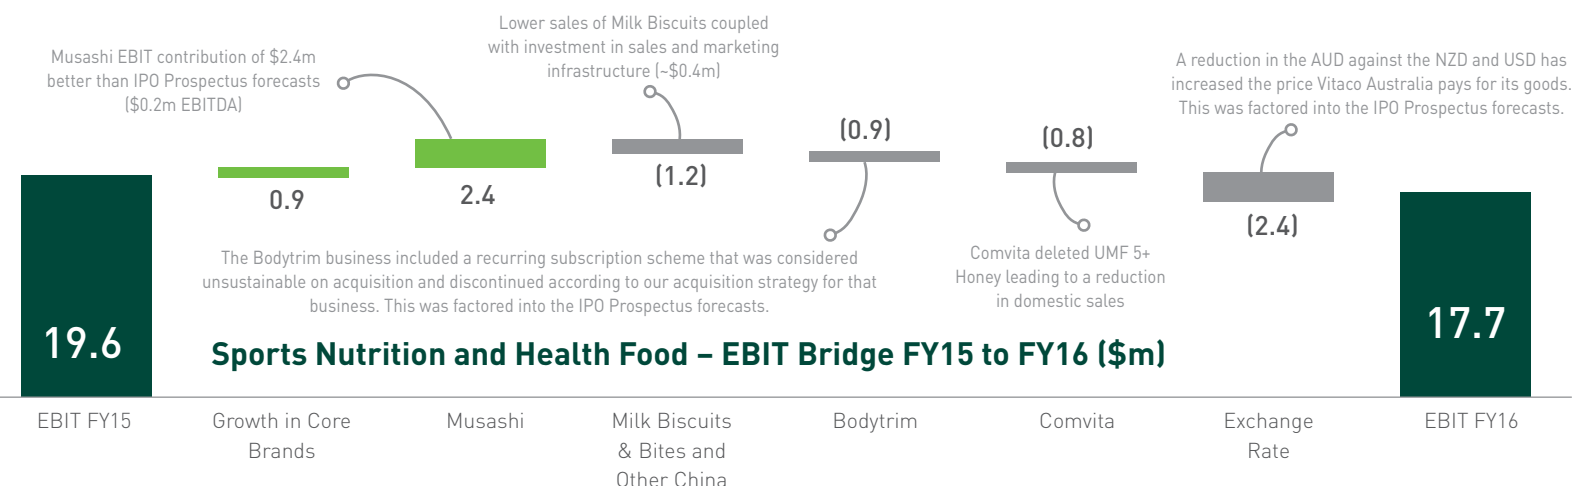 Lower sales of Milk Biscuits coupled
with investment in sales and marketing
infrastructure (~$0.4m)
Musashi EBIT contribution of $2.4m
better than IPO Prospectus forecasts
($0.2m EBITDA)
A reduction in the AUD against the NZD and USD has
increased the price Vitaco Australia pays for its goods.
This was factored into the IPO Prospectus forecasts.
0.9
2.4
(1.2)
(0.9)
(0.8)
(2.4)
The Bodytrim business included a recurring subscription scheme that was considered
unsustainable on acquisition and discontinued according to our acquisition strategy for that
business. This was factored into the IPO Prospectus forecasts.
Comvita deleted UMF 5+
Honey leading to a reduction
in domestic sales
19.6
17.7
Sports Nutrition and Health Food – EBIT Bridge FY15 to FY16 ($m)
EBIT FY15
Growth in Core
Brands
Musashi
Milk Biscuits
& Bites and
Other China
Bodytrim
Comvita
Exchange
Rate
EBIT FY16